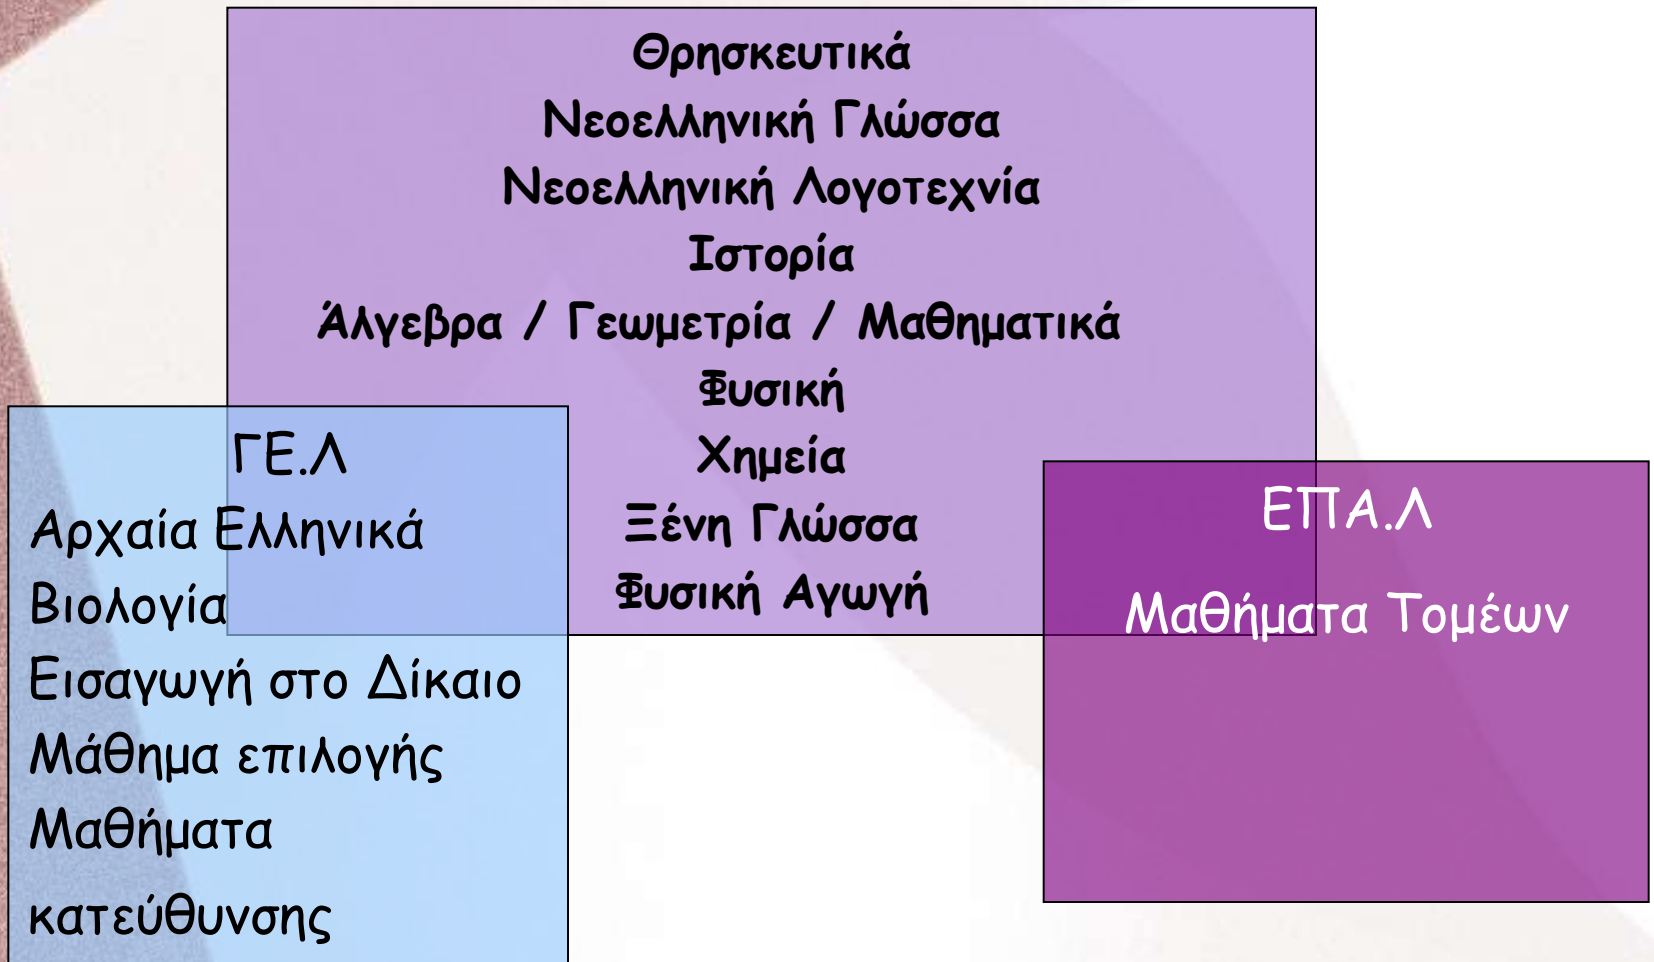 Θρησκευτικά
Νεοελληνική Γλώσσα
Νεοελληνική Λογοτεχνία
Ιστορία
Άλγεβρα / Γεωμετρία / Μαθηματικά
Φυσική
Χημεία
Ξένη Γλώσσα
Φυσική Αγωγή
ΓΕ.Λ
Αρχαία Ελληνικά
Βιολογία
Εισαγωγή στο Δίκαιο
Μάθημα επιλογής
Μαθήματα
κατεύθυνσης
ΕΠΑ.Λ
Μαθήματα Τομέων